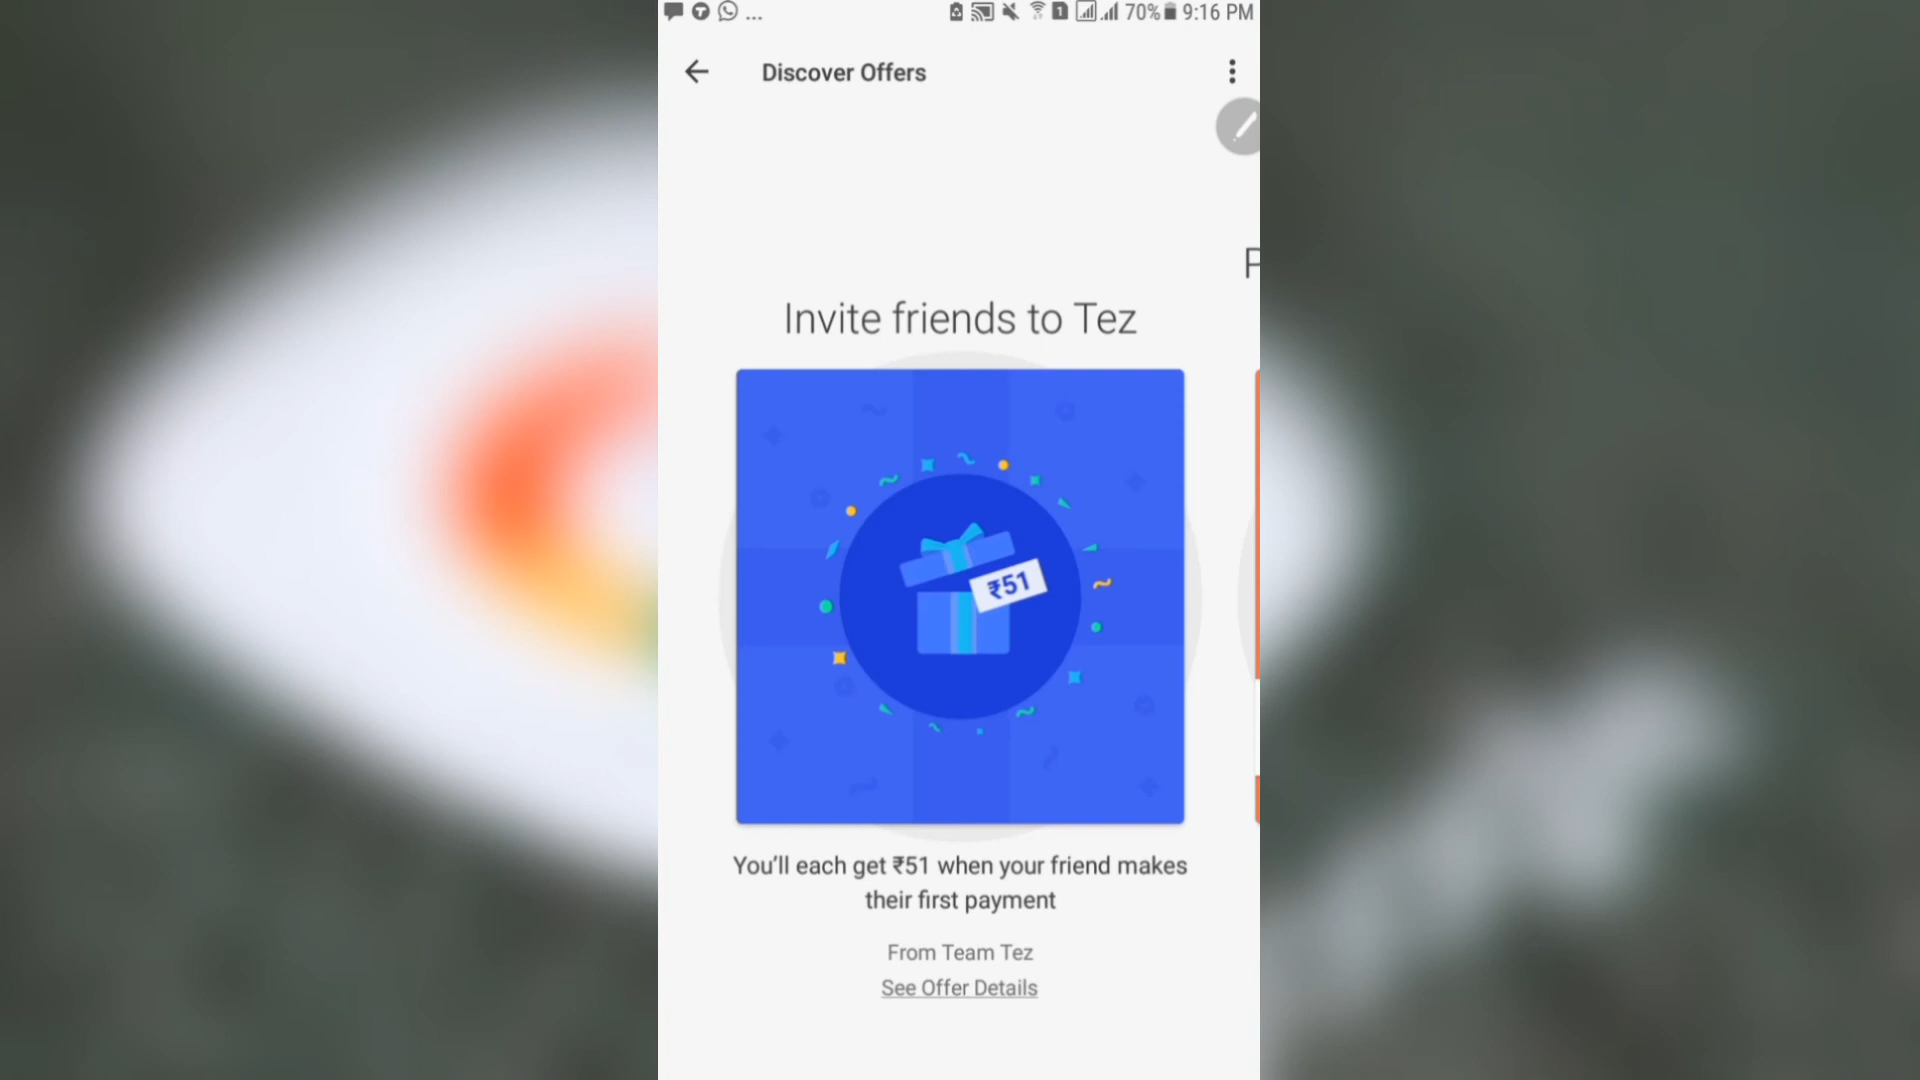 ... 1 70% 9:16 PM
Discover Offers
P
Invite friends to Tez
₹51
You’ll each get ₹51 when your friend makes
their first payment
From Team Tez
See Offer Details